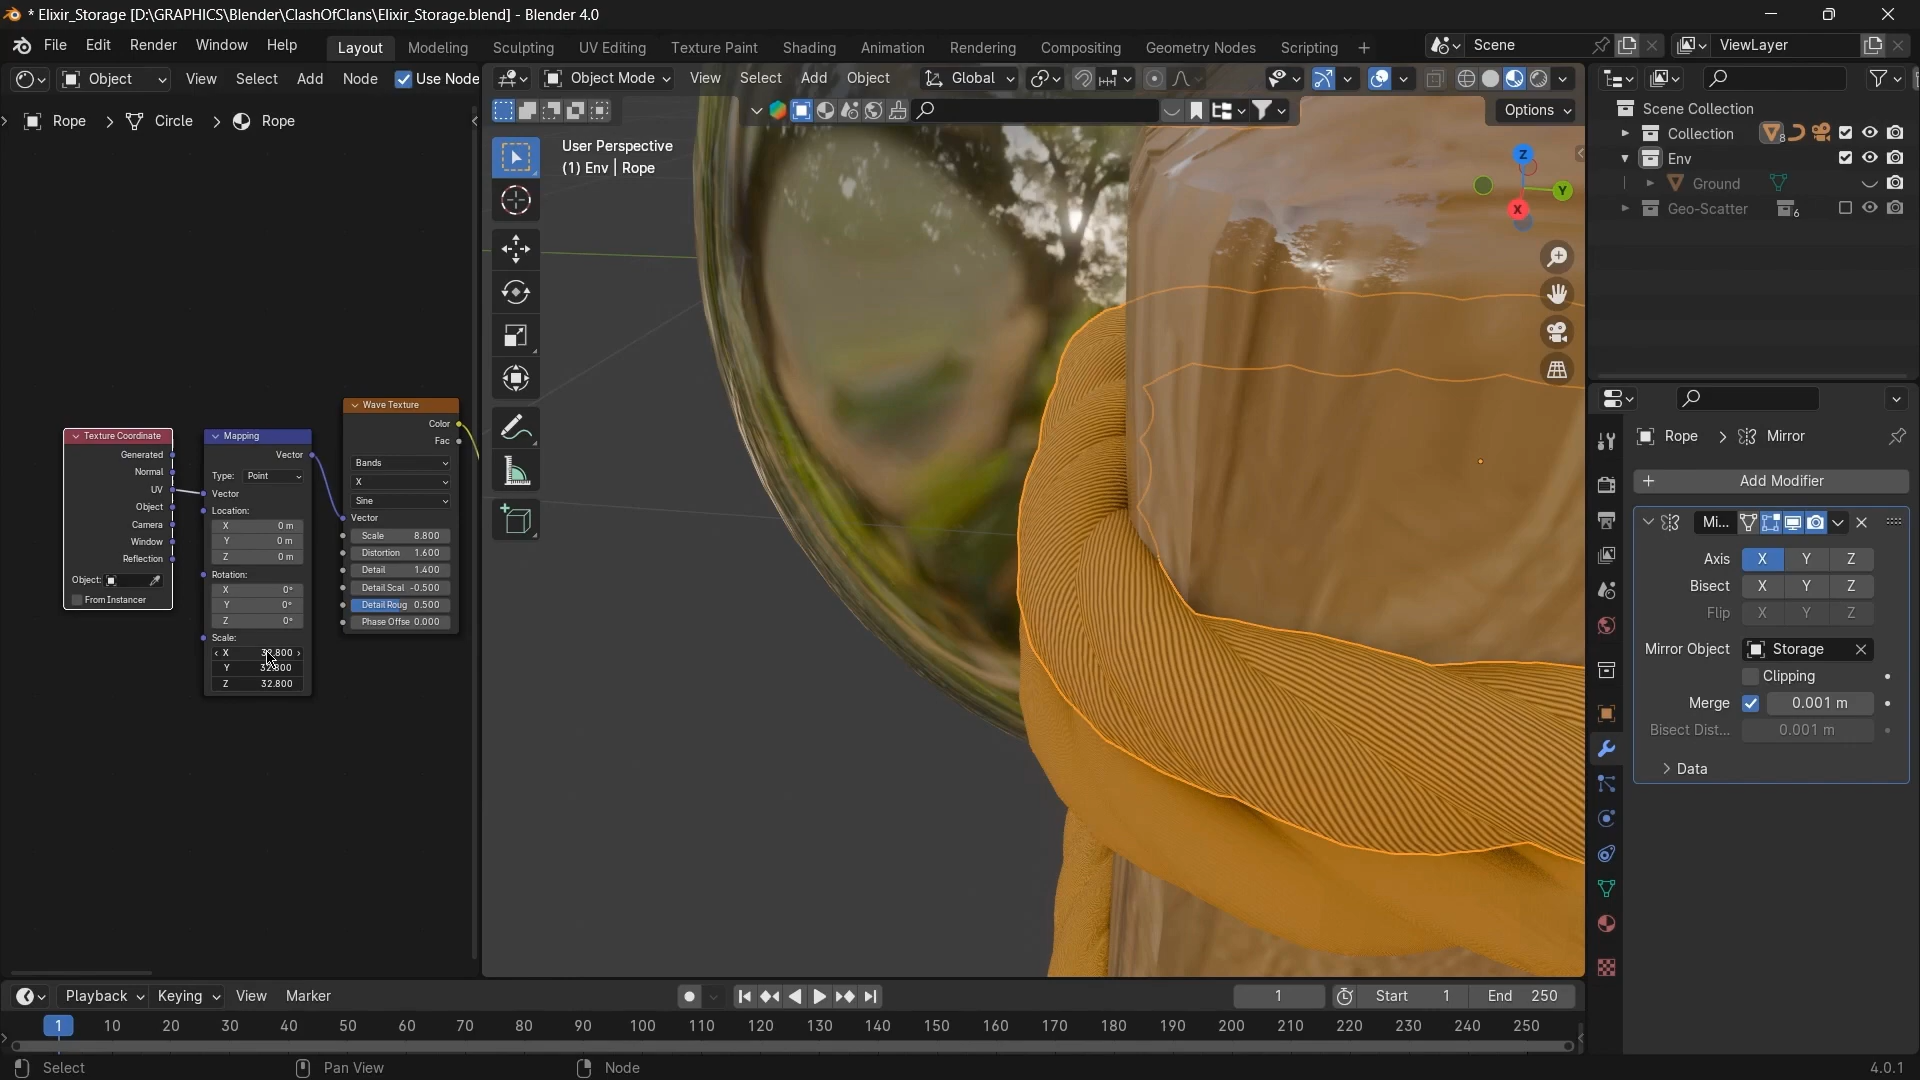 * Elixir_Storage [D:\GRAPHICS\Blender\ClashOfClans\Elixir_Storage.blend] - Blender 4.0
File Edit Render Window Help
Layout Modeling Sculpting UV Editing Texture Paint Shading Animation Rendering Compositing Geometry Nodes Scripting +
Scene
ViewLayer
Object View Select Add Node Use Node
Object Mode View Select Add Object Global
Options
Rope > Circle > Rope
User Perspective
(1) Env | Rope
Z
Y
X
Scene Collection
Collection 8
Env
Ground
Geo-Scatter 6
Texture Coordinate
Generated
Normal
UV
Object
Camera
Window
Reflection
Object:
From Instancer
Mapping
Vector
Type: Point
Vector
Location:
X 0 m
Y 0 m
Z 0 m
Rotation:
X 0°
Y 0°
Z 0°
Scale:
X 32.800
Y 32.800
Z 32.800
Wave Texture
Color
Fac
Bands
X
Sine
Vector
Scale 8.800
Distortion 1.600
Detail 1.400
Detail Scal -0.500
Detail Roug 0.500
Phase Offse 0.000
Rope > Mirror
Add Modifier
Mi...
Axis X Y Z
Bisect X Y Z
Flip X Y Z
Mirror Object Storage
Clipping
Merge 0.001 m
Bisect Dist... 0.001 m
Data
Playback Keying View Marker
1 Start 1 End 250
1 10 20 30 40 50 60 70 80 90 100 110 120 130 140 150 160 170 180 190 200 210 220 230 240 250
Select Pan View Node 4.0.1